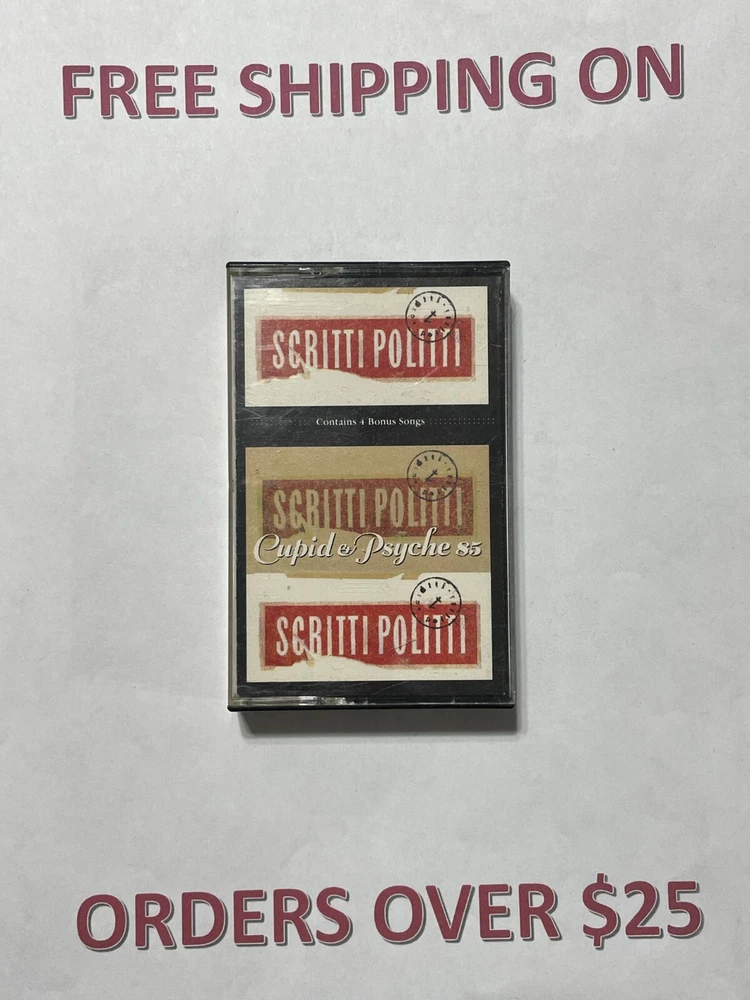 FREE SHIPPING ON
SCRITTI POLITTI
Contains 4 Bonus Songs
SCRITTI POLITTI
Cupid & Psyche 85
SCRITTI POLITTI
ORDERS OVER $25